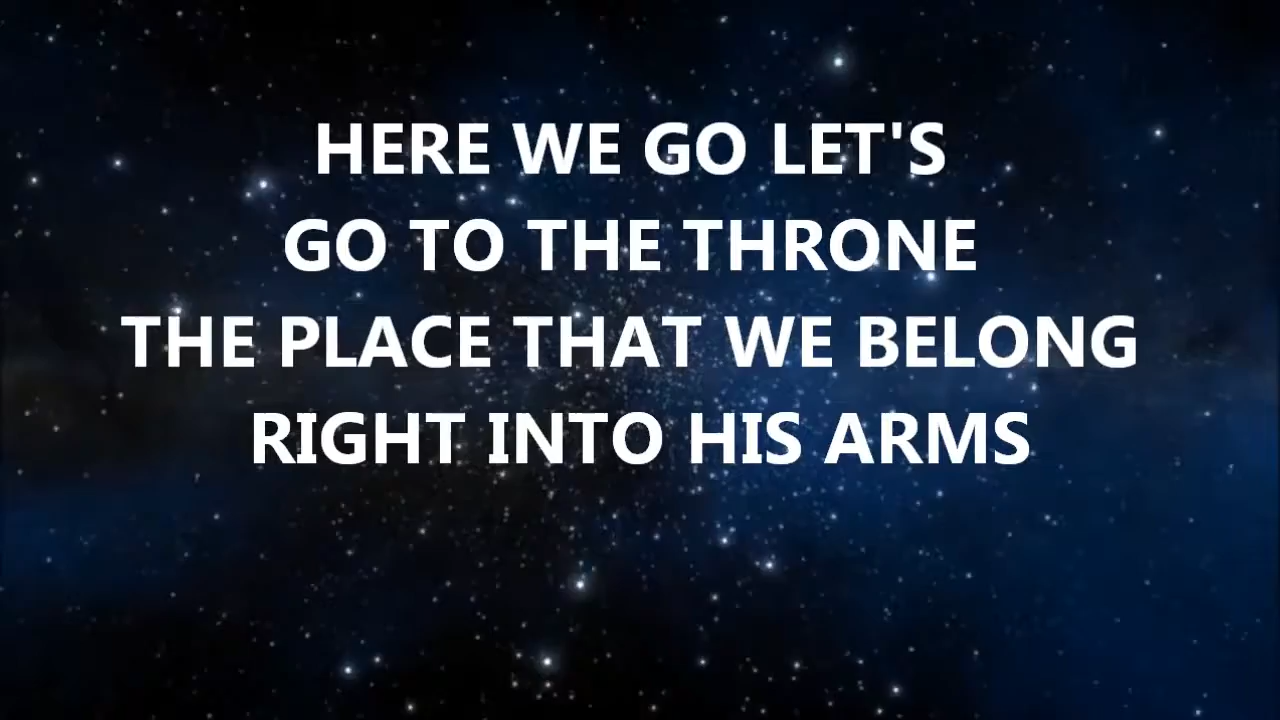 HERE WE GO LET'S
GO TO THE THRONE
THE PLACE THAT WE BELONG
RIGHT INTO HIS ARMS